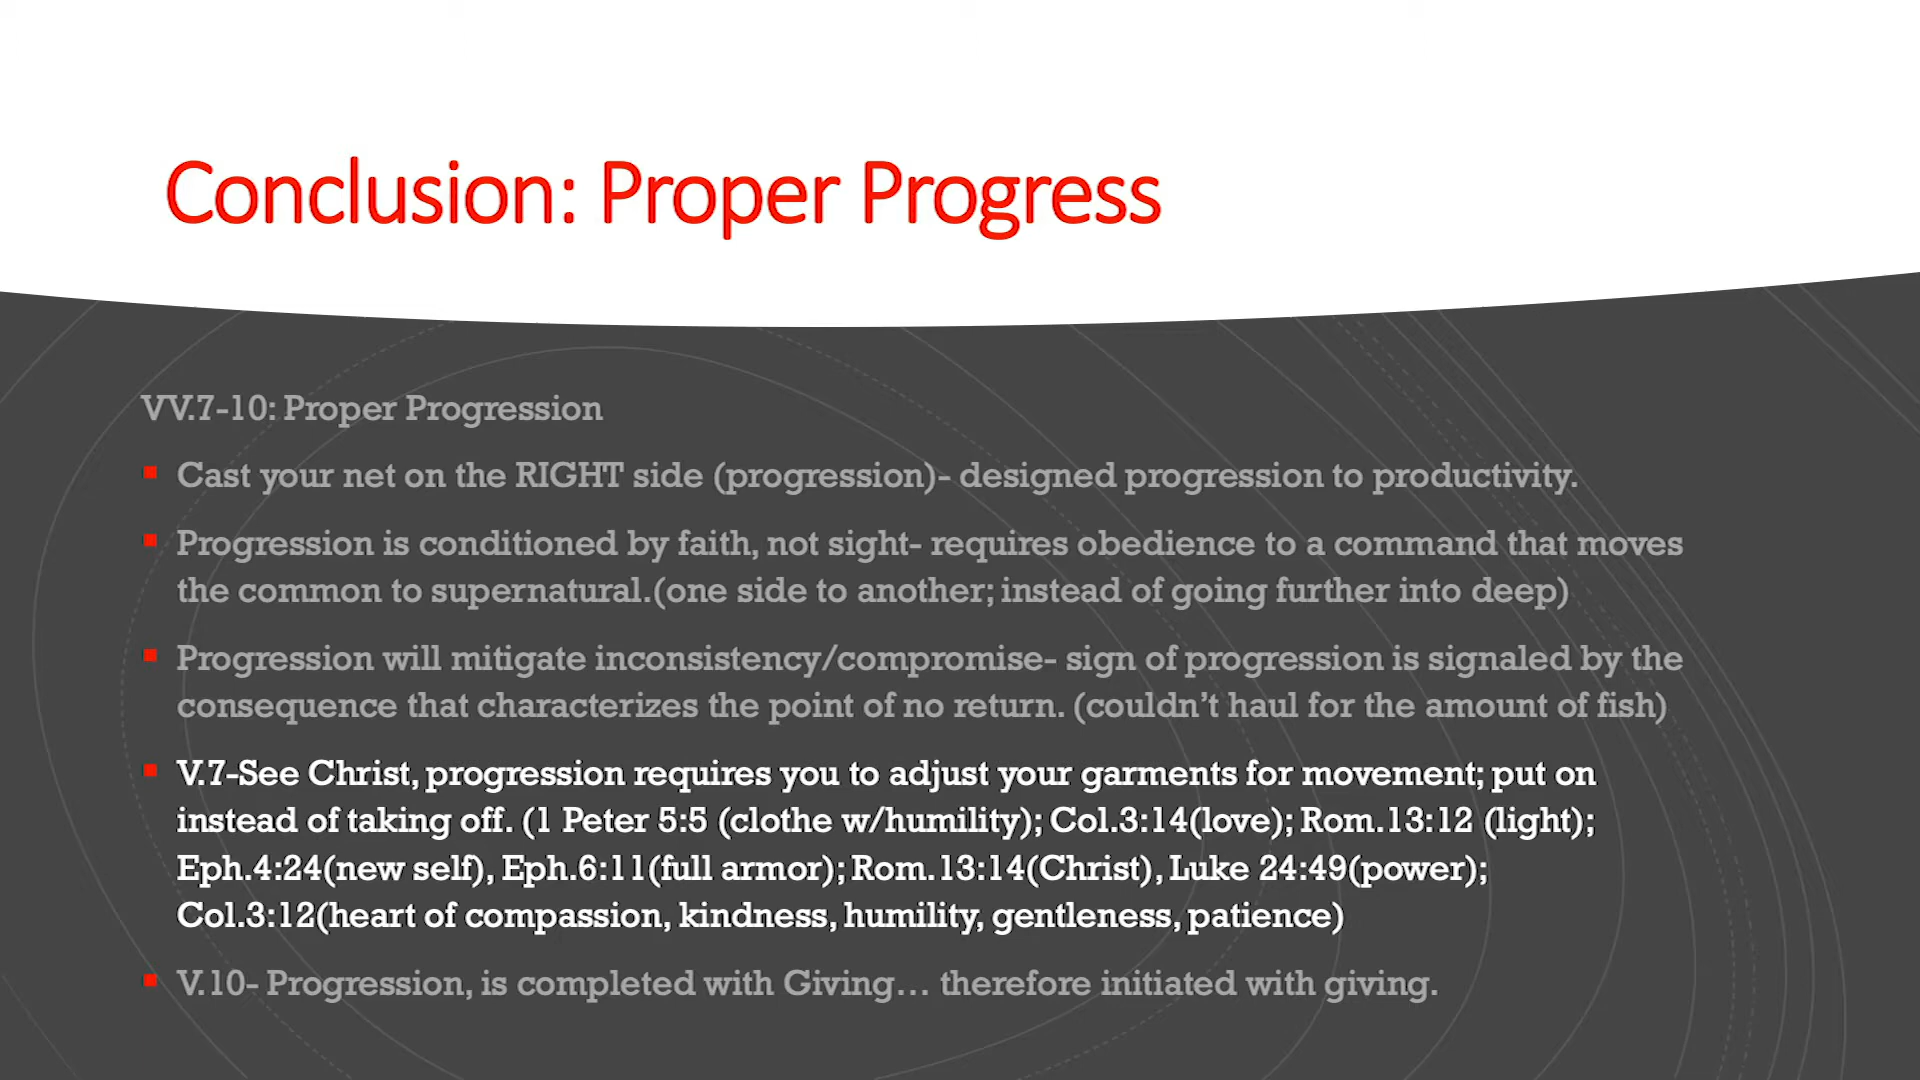 Conclusion: Proper Progress
VV.7-10: Proper Progression
Cast your net on the RIGHT side (progression)- designed progression to productivity.
Progression is conditioned by faith, not sight- requires obedience to a command that moves
the common to supernatural.(one side to another; instead of going further into deep)
Progression will mitigate inconsistency/compromise- sign of progression is signaled by the
consequence that characterizes the point of no return. (couldn’t haul for the amount of fish)
V.7-See Christ, progression requires you to adjust your garments for movement; put on
instead of taking off. (1 Peter 5:5 (clothe w/humility); Col.3:14(love); Rom.13:12 (light);
Eph.4:24(new self), Eph.6:11(full armor); Rom.13:14(Christ), Luke 24:49(power);
Col.3:12(heart of compassion, kindness, humility, gentleness, patience)
V.10- Progression, is completed with Giving… therefore initiated with giving.